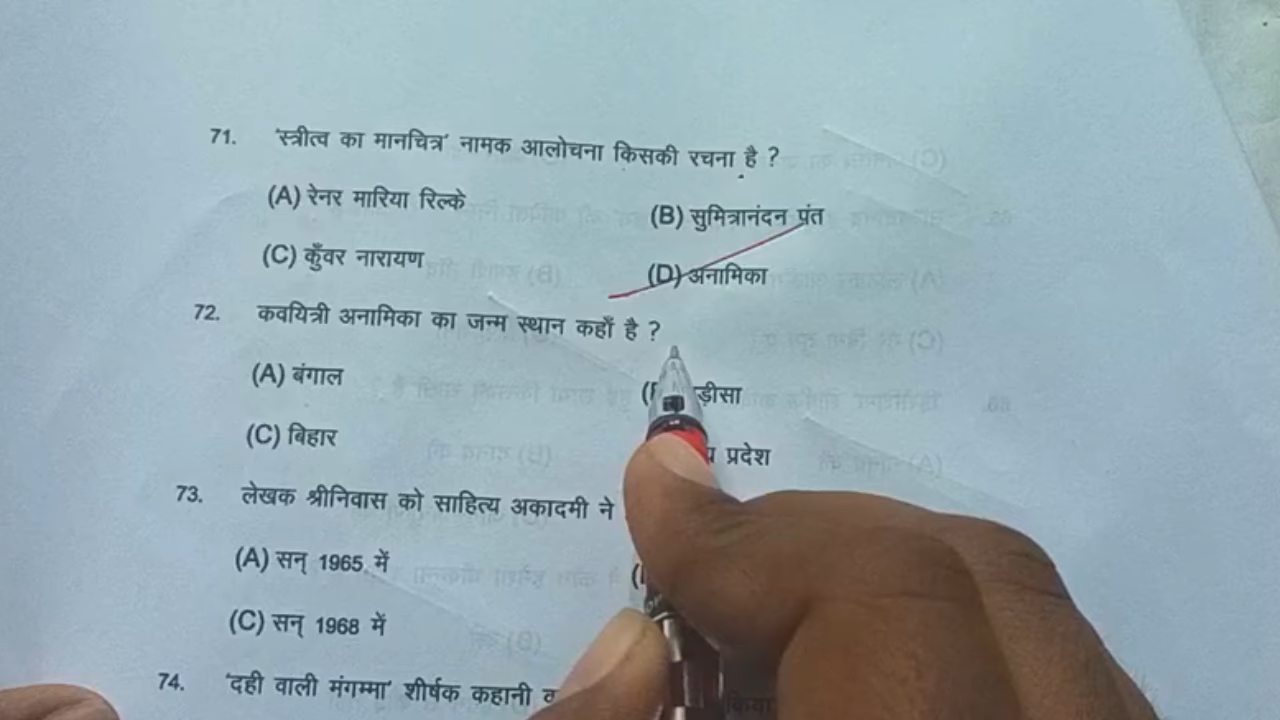 71. 'स्त्रीत्व का मानचित्र' नामक आलोचना किसकी रचना है ?
(A) रेनर मारिया रिल्के (B) सुमित्रानंदन पंत
(C) कुँवर नारायण (D) अनामिका
72. कवयित्री अनामिका का जन्म स्थान कहाँ है ?
(A) बंगाल
(C) बिहार प्रदेश
73. लेखक श्रीनिवास को साहित्य अकादमी ने
(A) सन् 1965 में
(C) सन् 1968 में
74. 'दही वाली मंगम्मा' शीर्षक कहानी